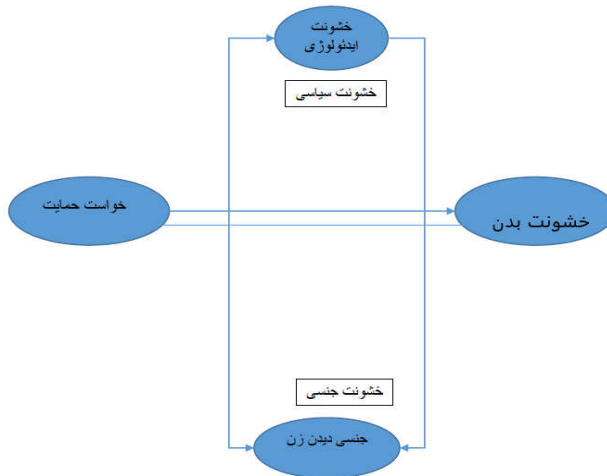 خشونت
ایدئولوژی
خشونت سیاسی
خواست حمایت
خشونت بدن
خشونت جنسی
جنسی دیدن زن